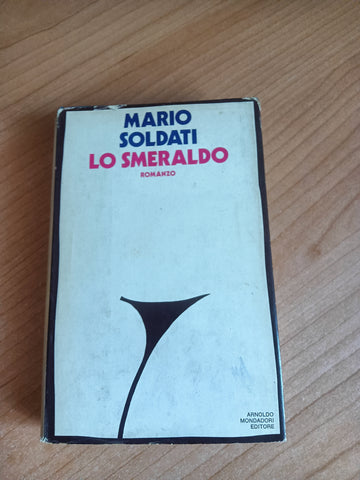 MARIO
SOLDATI
LO SMERALDO
ROMANZO
ARNOLDO
MONDADORI
EDITORE